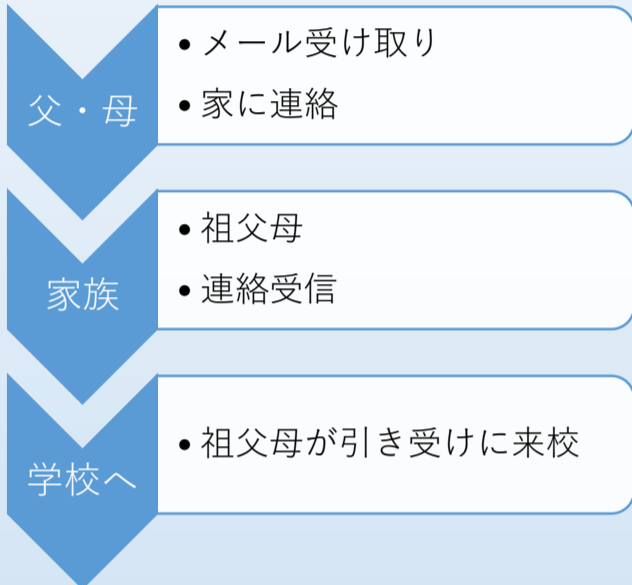 父・母
• メール受け取り
• 家に連絡
家族
• 祖父母
• 連絡受信
学校へ
• 祖父母が引き受けに来校